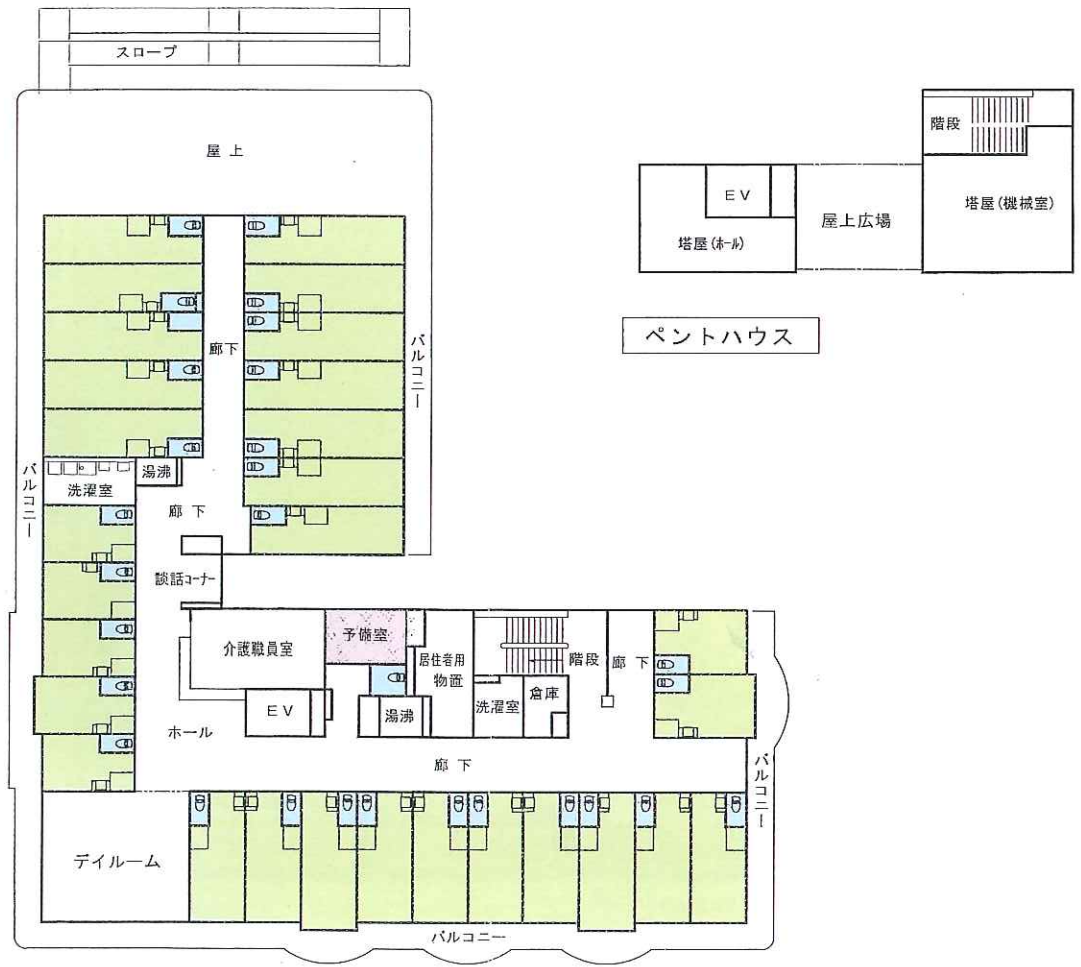 スロープ
屋上
階段
EV
塔屋(ホール)
屋上広場
塔屋(機械室)
ペントハウス
廊下
バルコニー
バルコニー
洗濯室
湯沸
廊下
談話コーナー
介護職員室
予備室
居住者用
物置
階段
廊下
EV
湯沸
洗濯室
倉庫
ホール
廊下
バルコニー
デイルーム
バルコニー